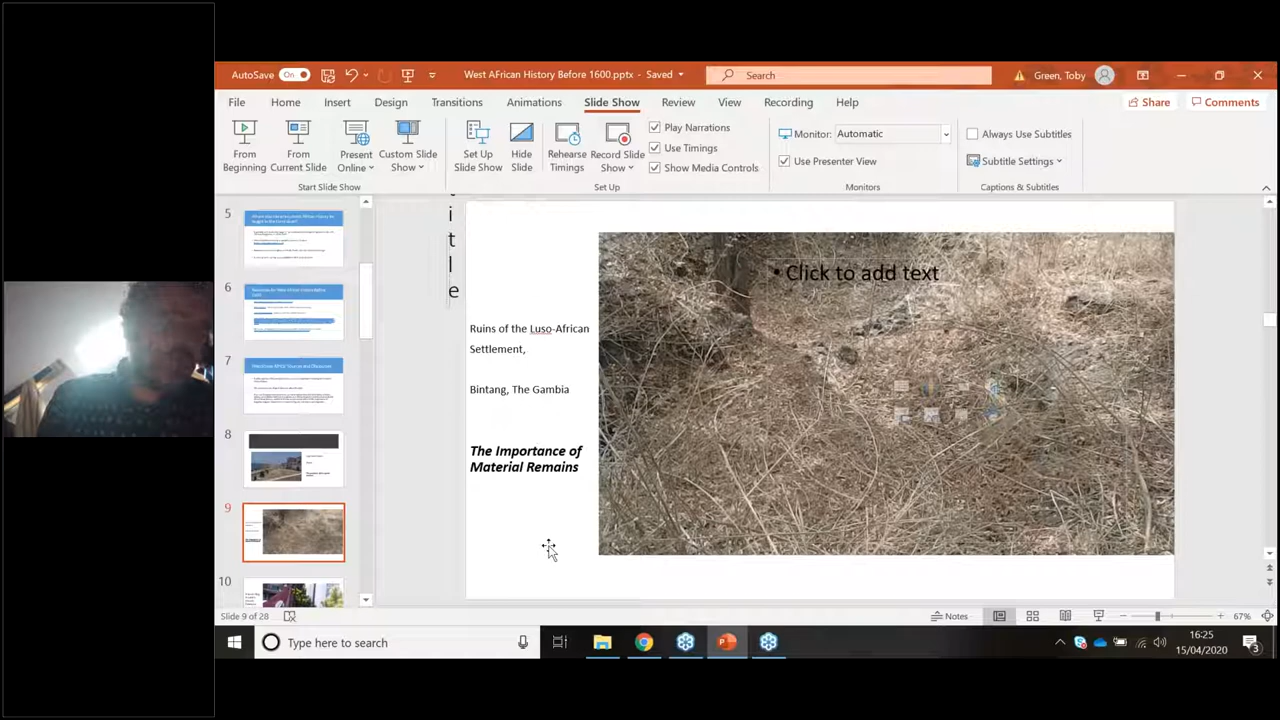 AutoSave On
West AFrican History Before 1600.pptx - Saved
Search
Green, Toby
File Home Insert Design Transitions Animations Slide Show Review View Recording Help
Share Comments
From Beginning
From Current Slide
Present Online
Custom Slide Show
Set Up Slide Show
Hide Slide
Rehearse Timings
Record Slide Show
Play Narrations
Use Timings
Show Media Controls
Monitor: Automatic
Use Presenter View
Always Use Subtitles
Subtitle Settings
Start Slide Show
Set Up
Monitors
Captions & Subtitles
5
6
7
8
9
10
i
t
l
e
• Click to add text
Ruins of the Luso-African
Settlement,
Bintang, The Gambia
The Importance of
Material Remains
Slide 9 of 28
Notes
67%
Type here to search
16:25
15/04/2020
3